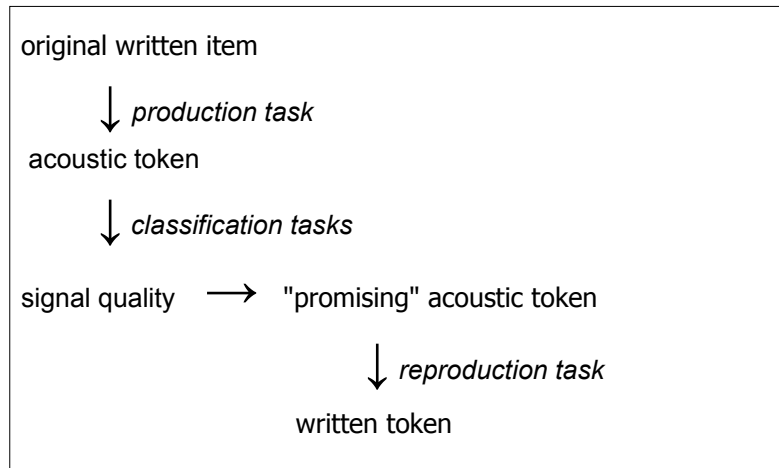 original written item
↓ production task
acoustic token
↓ classification tasks
signal quality → "promising" acoustic token
↓ reproduction task
written token